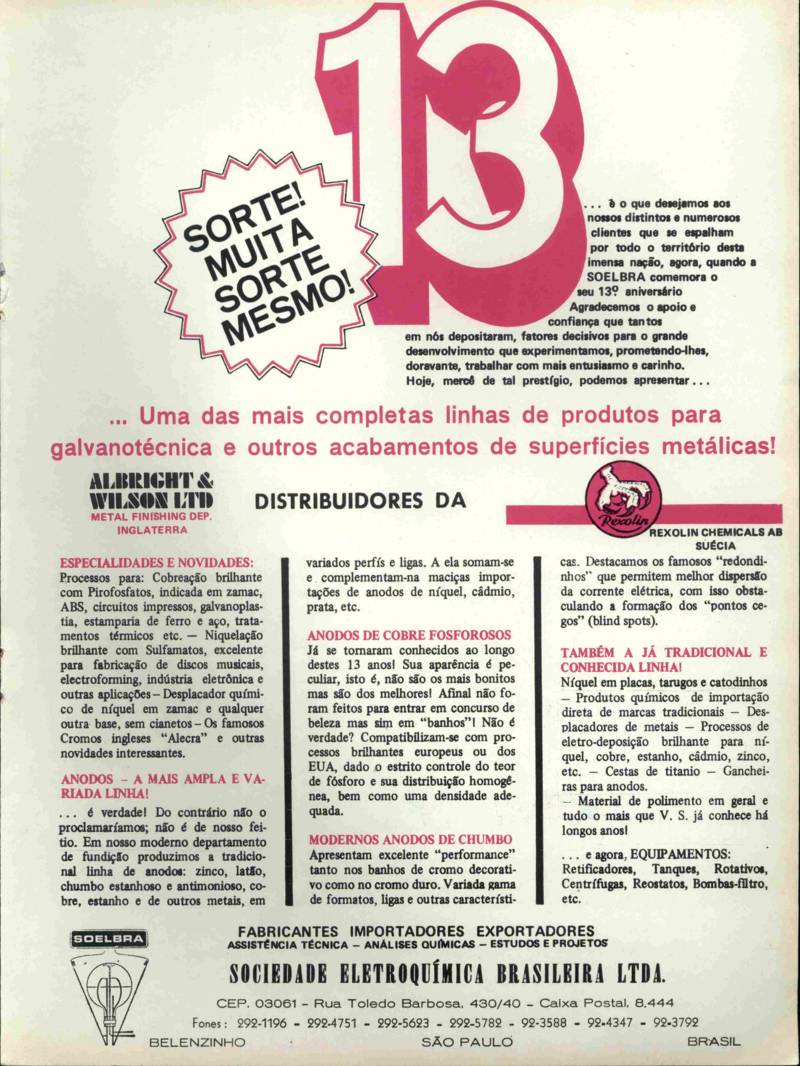 13
SORTE!
MUITA
SORTE
MESMO!
... è o que desejamos aos
nossos distintos e numerosos
clientes que se espalham
por todo o território desta
imensa nação, agora, quando a
SOELBRA comemora o
seu 13º aniversário
Agradecemos o apoio e
confiança que tantos
em nós depositaram, fatores decisivos para o grande
desenvolvimento que experimentamos, prometendo-lhes,
doravante, trabalhar com mais entusiasmo e carinho.
Hoje, mercê de tal prestígio, podemos apresentar...
... Uma das mais completas linhas de produtos para
galvanotécnica e outros acabamentos de superfícies metálicas!
ALBRIGHT &
WILSON LTD
METAL FINISHING DEP.
INGLATERRA
DISTRIBUIDORES DA
Rexolin
REXOLIN CHEMICALS AB
SUÉCIA
ESPECIALIDADES E NOVIDADES:
Processos para: Cobreação brilhante
com Pirofosfatos, indicada em zamac,
ABS, circuitos impressos, galvanoplas-
tia, estamparia de ferro e aço, trata-
mentos térmicos etc. — Niquelação
brilhante com Sulfamatos, excelente
para fabricação de discos musicais,
electroforming, indústia eletrônica e
outras aplicações — Desplacador quími-
co de níquel em zamac e qualquer
outra base, sem cianetos — Os famosos
Cromos ingleses "Alecra" e outras
novidades interessantes.
ANODOS — A MAIS AMPLA E VA-
RIADA LINHA!
... é verdade! Do contrário não o
proclamaríamos; não é de nosso fei-
tio. Em nosso moderno departamento
de fundição produzimos a tradicio-
nal linha de anodos: zinco, latão,
chumbo estanhoso e antimonioso, co-
bre, estanho e de outros metais, em
variados perfís e ligas. A ela somam-se
e complementam-na maciças impor-
tações de anodos de níquel, câdmio,
prata, etc.
ANODOS DE COBRE FOSFOROSOS
Já se tornaram conhecidos ao longo
destes 13 anos! Sua aparência é pe-
culiar, isto é, não são os mais bonitos
mas são dos melhores! Afinal não fo-
ram feitos para entrar em concurso de
beleza mas sim em "banhos"! Não é
verdade? Compatibilizam-se com pro-
cessos brilhantes europeus ou dos
EUA, dado o estrito controle do teor
de fósforo e sua distribuição homogê-
nea, bem como uma densidade ade-
quada.
MODERNOS ANODOS DE CHUMBO
Apresentam excelente "performance"
tanto nos banhos de cromo decorati-
vo como no cromo duro. Variada gama
de formatos, ligas e outras característi-
cas. Destacamos os famosos "redondi-
nhos" que permitem melhor dispersão
da corrente elétrica, com isso obsta-
culando a formação dos "pontos ce-
gos" (blind spots).
TAMBÉM A JÁ TRADICIONAL E
CONHECIDA LINHA!
Níquel em placas, tarugos e catodinhos
— Produtos químicos de importação
direta de marcas tradicionais — Des-
placadores de metais — Processos de
eletro-deposição brilhante para ní-
quel, cobre, estanho, câdmio, zinco,
etc. — Cestas de titanio — Ganchei-
ras para anodos.
— Material de polimento em geral e
tudo o mais que V. S. já conhece há
longos anos!
... e agora, EQUIPAMENTOS:
Retificadores, Tanques, Rotativos,
Centrífugas, Reostatos, Bombas-filtro,
etc.
SOELBRA
FABRICANTES IMPORTADORES EXPORTADORES
ASSISTÊNCIA TÉCNICA — ANÁLISES QUÍMICAS — ESTUDOS E PROJETOS
SOCIEDADE ELETROQUÍMICA BRASILEIRA LTDA.
CEP. 03061 - Rua Toledo Barbosa, 430/40 - Caixa Postal, 8.444
Fones: 292-1196 - 292-4751 - 292-5623 - 292-5782 - 92-3588 - 92-4347 - 92-3792
BELENZINHO SÃO PAULO BRASIL